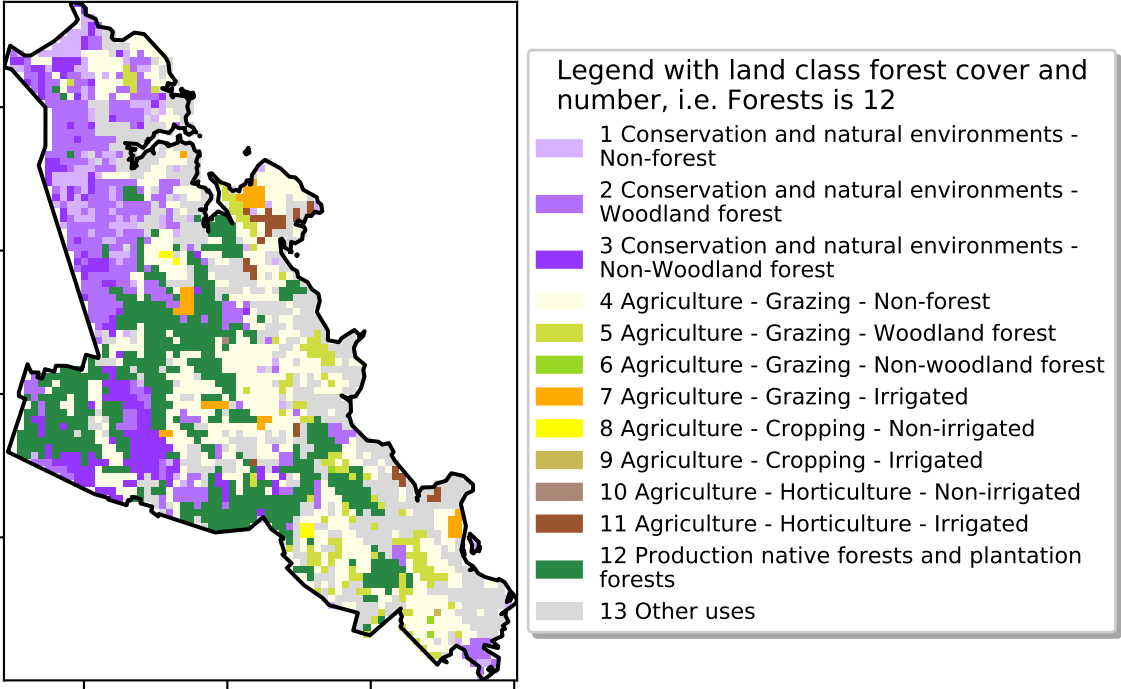 Legend with land class forest cover and
number, i.e. Forests is 12
1 Conservation and natural environments -
Non-forest
2 Conservation and natural environments -
Woodland forest
3 Conservation and natural environments -
Non-Woodland forest
4 Agriculture - Grazing - Non-forest
5 Agriculture - Grazing - Woodland forest
6 Agriculture - Grazing - Non-woodland forest
7 Agriculture - Grazing - Irrigated
8 Agriculture - Cropping - Non-irrigated
9 Agriculture - Cropping - Irrigated
10 Agriculture - Horticulture - Non-irrigated
11 Agriculture - Horticulture - Irrigated
12 Production native forests and plantation
forests
13 Other uses